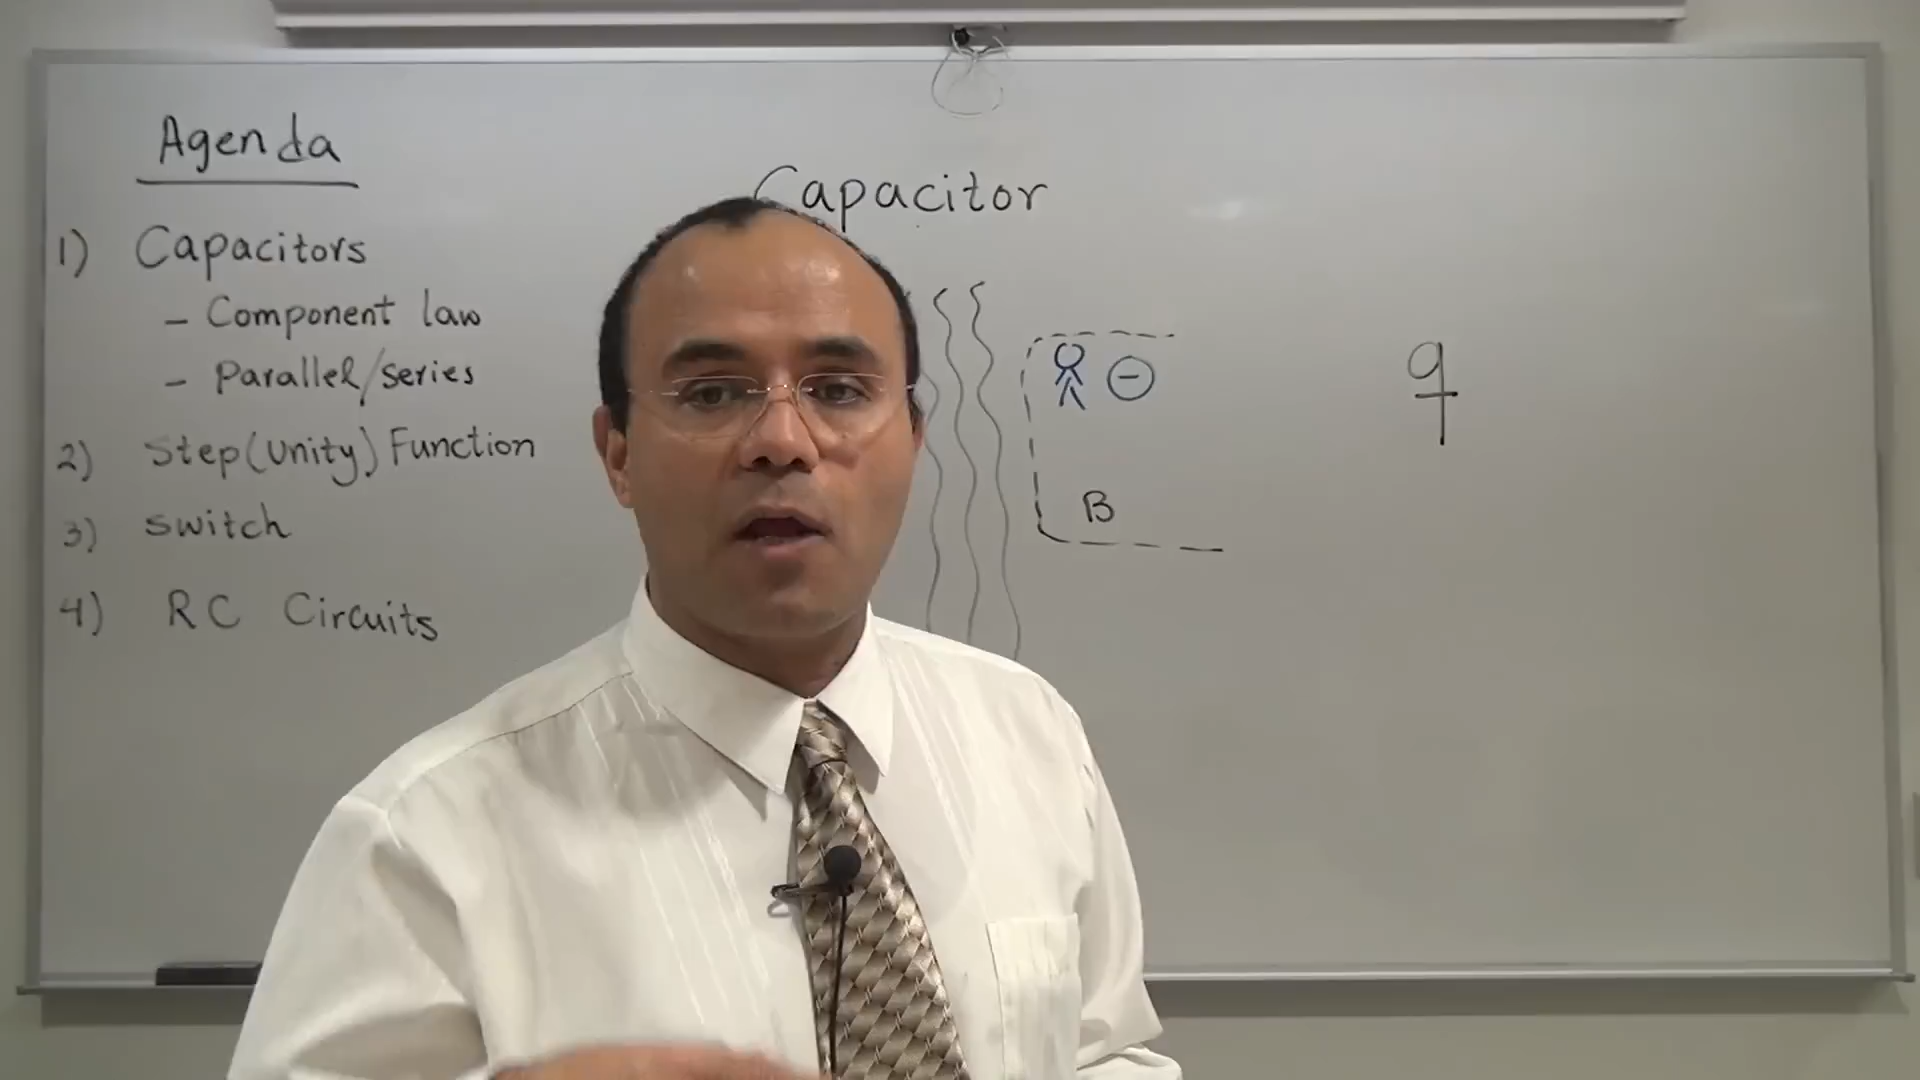 Agenda
1) Capacitors
- Component law
- Parallel/series
2) Step(Unity) Function
3) Switch
4) RC Circuits
Capacitor
-
B
q